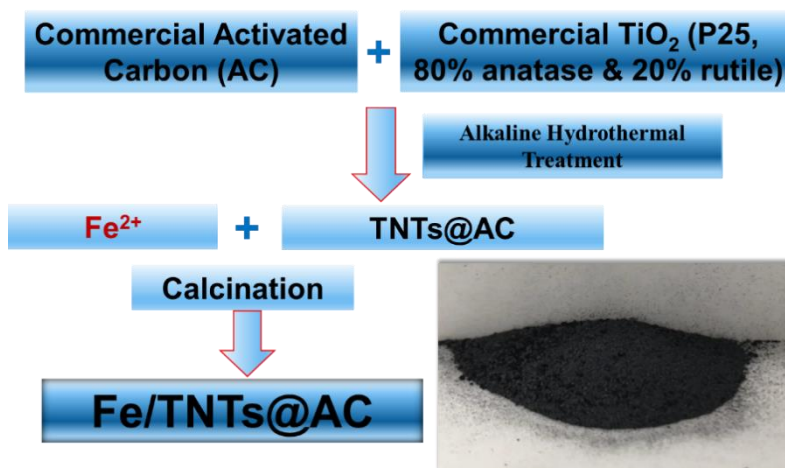 Commercial Activated
Carbon (AC)
+
Commercial TiO₂ (P25,
80% anatase & 20% rutile)
Alkaline Hydrothermal
Treatment
Fe²⁺
+
TNTs@AC
Calcination
Fe/TNTs@AC